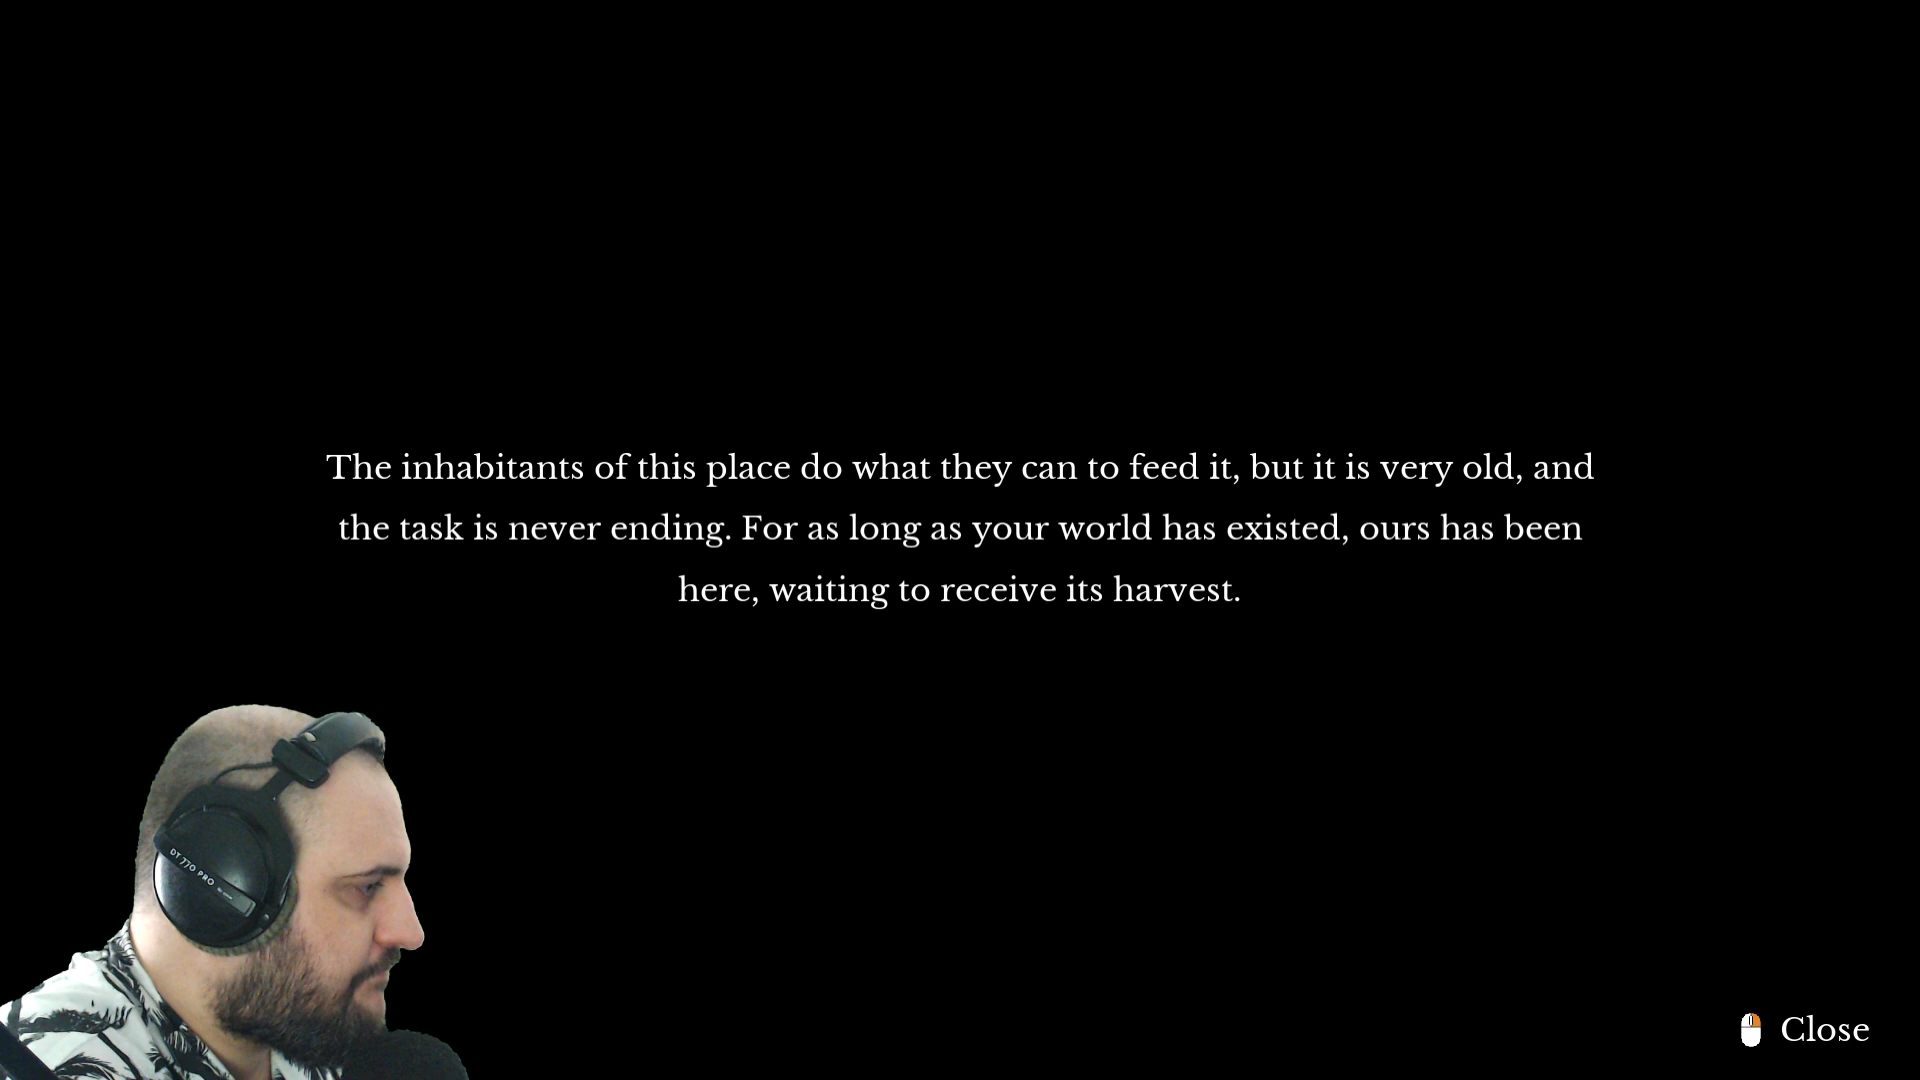 The inhabitants of this place do what they can to feed it, but it is very old, and
the task is never ending. For as long as your world has existed, ours has been
here, waiting to receive its harvest.
DT 770 PRO
Close